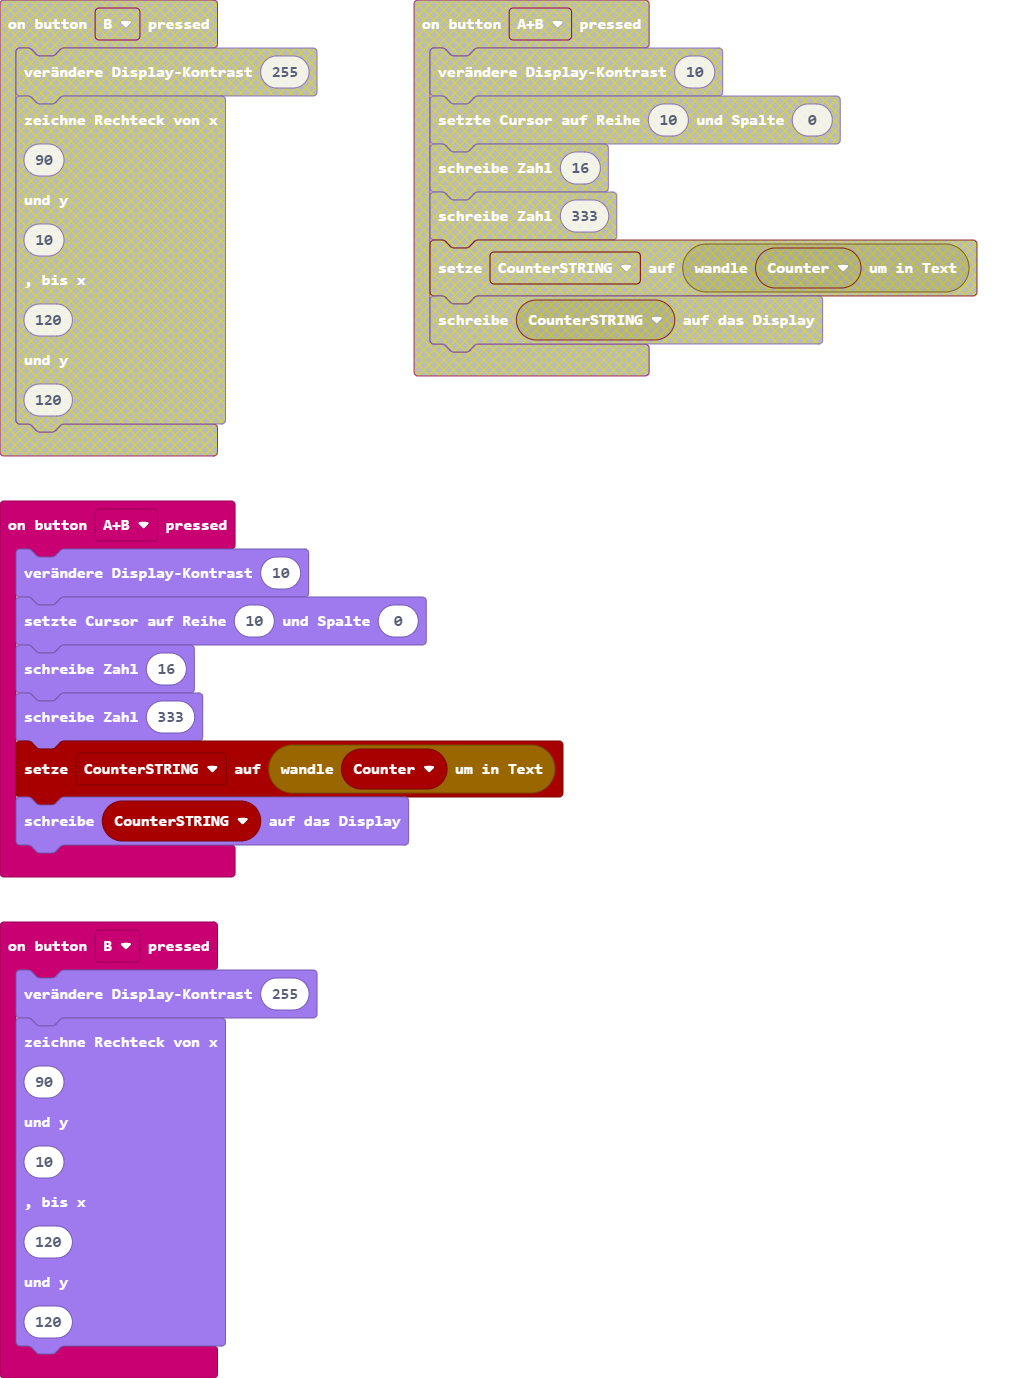 on button B pressed
verändere Display-Kontrast 255
zeichne Rechteck von x
90
und y
10
, bis x
120
und y
120
on button A+B pressed
verändere Display-Kontrast 10
setzte Cursor auf Reihe 10 und Spalte 0
schreibe Zahl 16
schreibe Zahl 333
setze CounterSTRING auf wandle Counter um in Text
schreibe CounterSTRING auf das Display
on button A+B pressed
verändere Display-Kontrast 10
setzte Cursor auf Reihe 10 und Spalte 0
schreibe Zahl 16
schreibe Zahl 333
setze CounterSTRING auf wandle Counter um in Text
schreibe CounterSTRING auf das Display
on button B pressed
verändere Display-Kontrast 255
zeichne Rechteck von x
90
und y
10
, bis x
120
und y
120